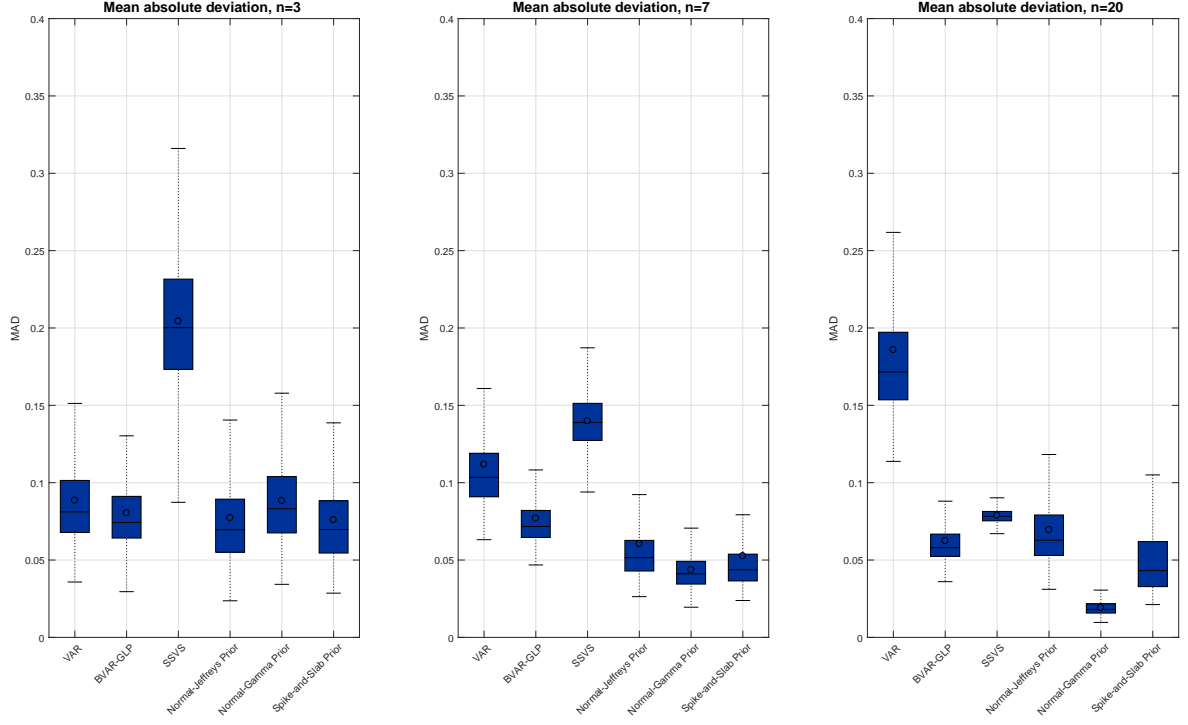 Mean absolute deviation, n=3
0.4
0.35
0.3
0.25
0.2
0.15
0.1
0.05
0
MAD
VAR
BVAR-GLP
SSVS
Normal-Jeffreys Prior
Normal-Gamma Prior
Spike-and-Slab Prior
Mean absolute deviation, n=7
0.4
0.35
0.3
0.25
0.2
0.15
0.1
0.05
0
MAD
VAR
BVAR-GLP
SSVS
Normal-Jeffreys Prior
Normal-Gamma Prior
Spike-and-Slab Prior
Mean absolute deviation, n=20
0.4
0.35
0.3
0.25
0.2
0.15
0.1
0.05
0
MAD
VAR
BVAR-GLP
SSVS
Normal-Jeffreys Prior
Normal-Gamma Prior
Spike-and-Slab Prior